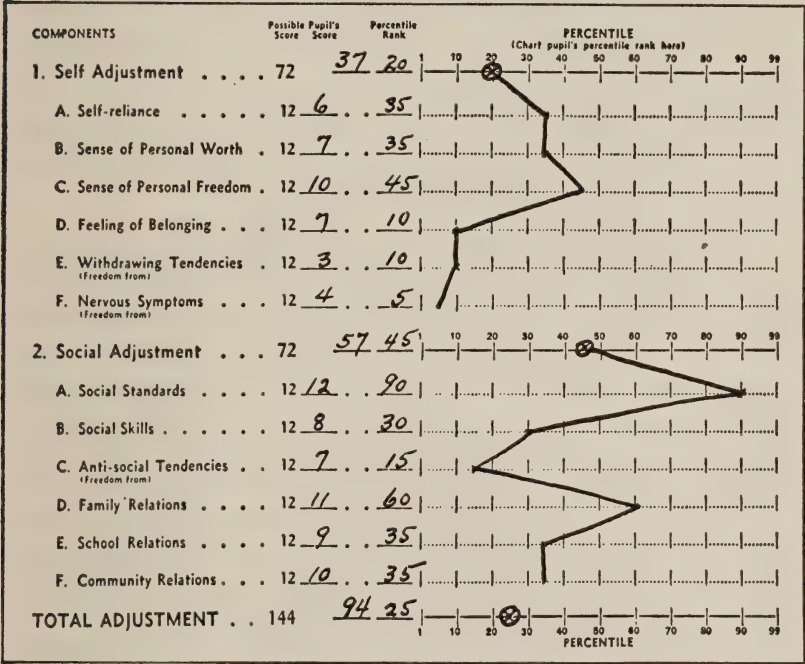 COMPONENTS Possible Score Pupil's Score Percentile Rank PERCENTILE
(Chart pupil's percentile rank here)
1 10 20 30 40 50 60 70 80 90 99
1. Self Adjustment . . . . 72 37 20
A. Self-reliance . . . . . 12 6 . . 35
B. Sense of Personal Worth . 12 7 . . 35
C. Sense of Personal Freedom . 12 10 . . 45
D. Feeling of Belonging . . . 12 7 . . 10
E. Withdrawing Tendencies . 12 3 . . 10
(Freedom from)
F. Nervous Symptoms . . . 12 4 . . 5
(Freedom from)
1 10 20 30 40 50 60 70 80 90 99
2. Social Adjustment . . . 72 57 45
A. Social Standards . . . . 12 12 . . 90
B. Social Skills . . . . . . 12 8 . . 30
C. Anti-social Tendencies . . 12 7 . . 15
(Freedom from)
D. Family Relations . . . . 12 11 . . 60
E. School Relations . . . . 12 9 . . 35
F. Community Relations . . . 12 10 . . 35
TOTAL ADJUSTMENT . . 144 94 25
1 10 20 30 40 50 60 70 80 90 99
PERCENTILE